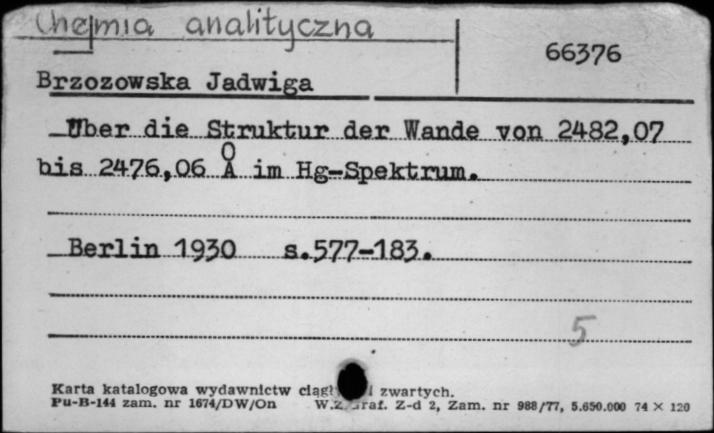 Chemia analityczna
66376
Brzozowska Jadwiga
Uber die Struktur der Wande von 2482,07
bis 2476,06 Å im Hg-Spektrum.
Berlin 1930 s.577-183.
5
Karta katalogowa wydawnictw zwartych.
Pu-B-144 zam. nr 1674/DW/On W.Z. Graf. Z-d 2, Zam. nr 988/77, 5.650.000 74 × 120